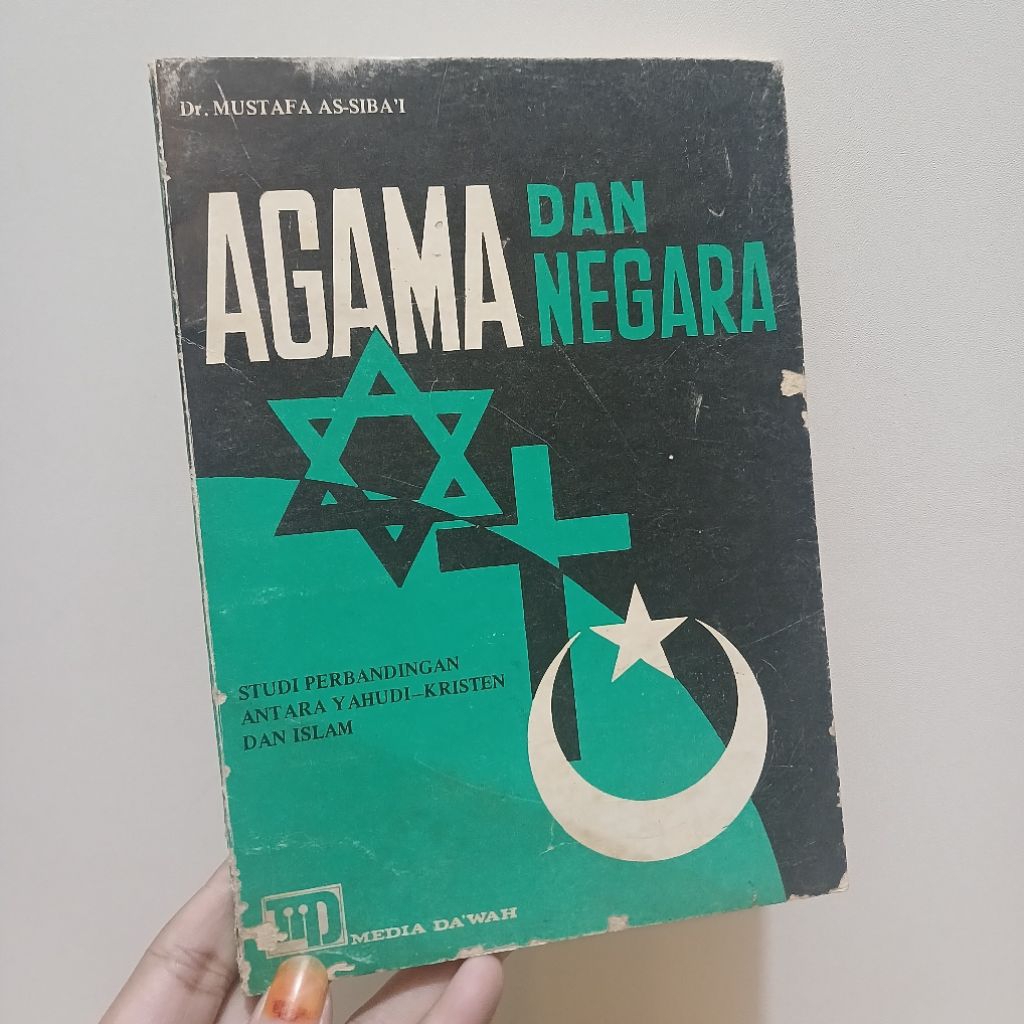 Dr. MUSTAFA AS-SIBA'I
AGAMA
DAN
NEGARA
STUDI PERBANDINGAN
ANTARA YAHUDI–KRISTEN
DAN ISLAM
MEDIA DA'WAH